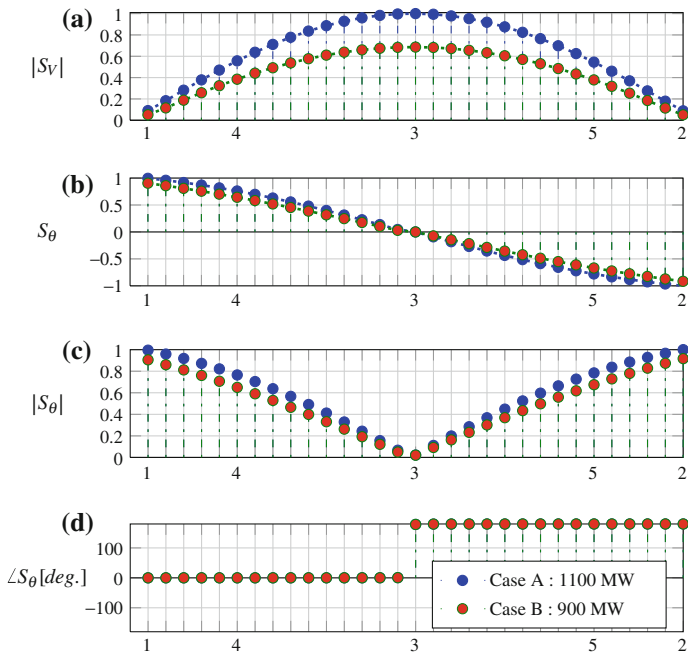 (a)
|S_V|
1
0.8
0.6
0.4
0.2
0
1 4 3 5 2
(b)
S_θ
1
0.5
0
−0.5
−1
1 4 3 5 2
(c)
|S_θ|
1
0.8
0.6
0.4
0.2
0
1 4 3 5 2
(d)
∠S_θ[deg.]
100
0
−100
Case A : 1100 MW
Case B : 900 MW
1 4 3 5 2